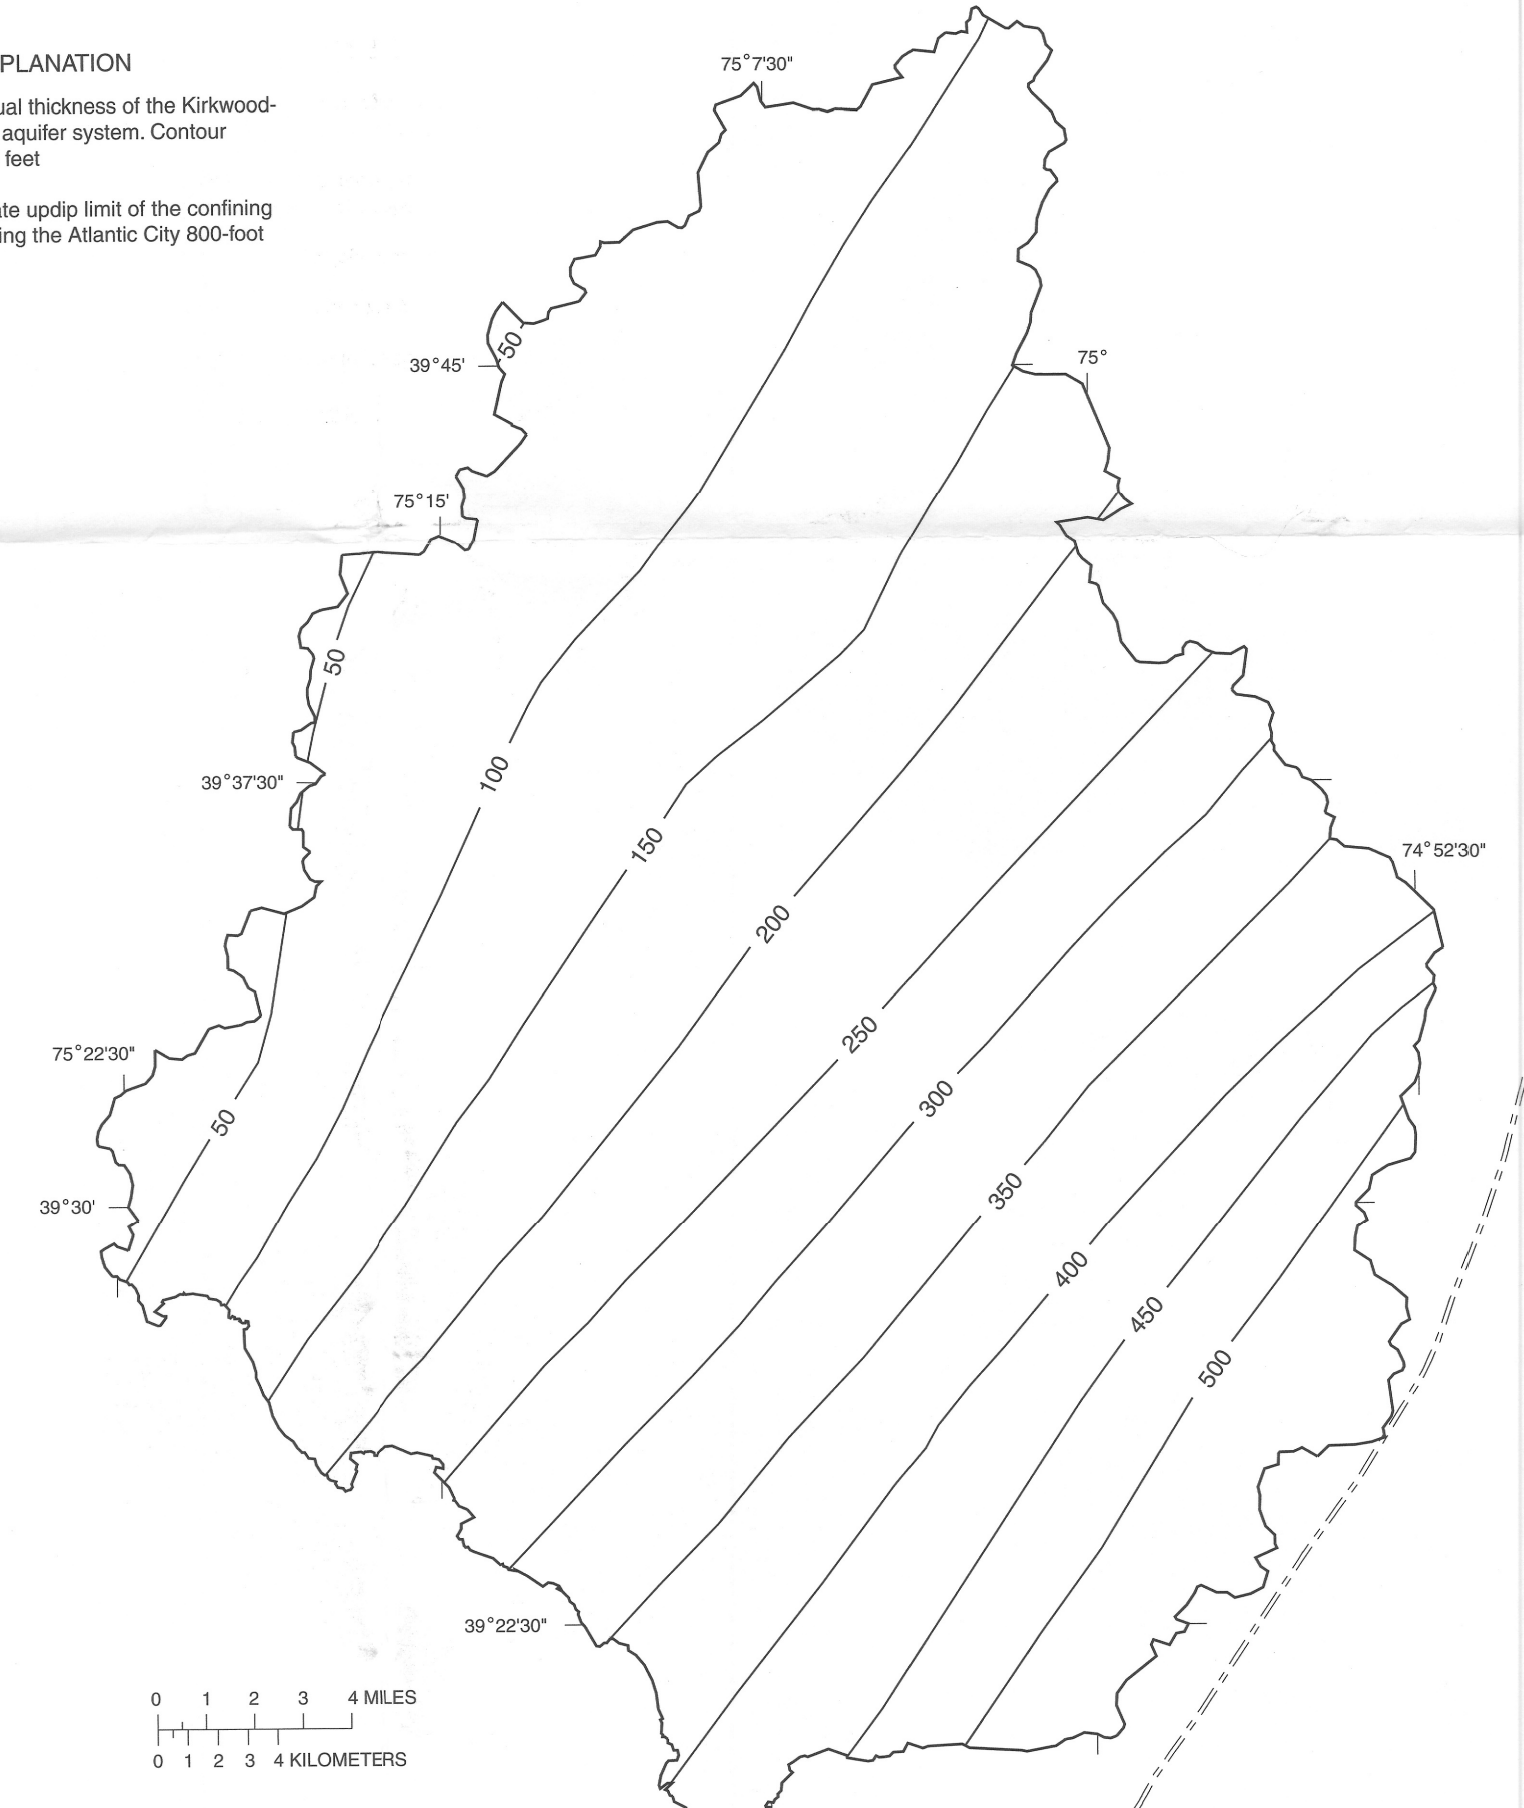 PLANATION
ual thickness of the Kirkwood-
aquifer system. Contour
feet
ate updip limit of the confining
ing the Atlantic City 800-foot
75°7'30"
50
39°45'
75°
75°15'
50
39°37'30"
100
150
74°52'30"
200
250
75°22'30"
50
300
350
39°30'
400
450
500
39°22'30"
0 1 2 3 4 MILES
0 1 2 3 4 KILOMETERS